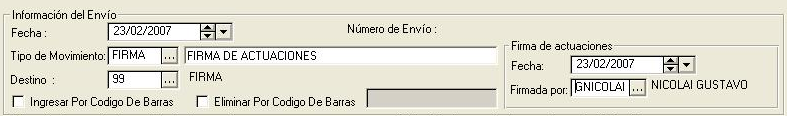 Información del Envío
Fecha : 23/02/2007 Número de Envío :
Tipo de Movimiento: FIRMA ... FIRMA DE ACTUACIONES
Destino : 99 ... FIRMA
Ingresar Por Codigo De Barras Eliminar Por Codigo De Barras
Firma de actuaciones
Fecha: 23/02/2007
Firmada por: GNICOLAI ... NICOLAI GUSTAVO